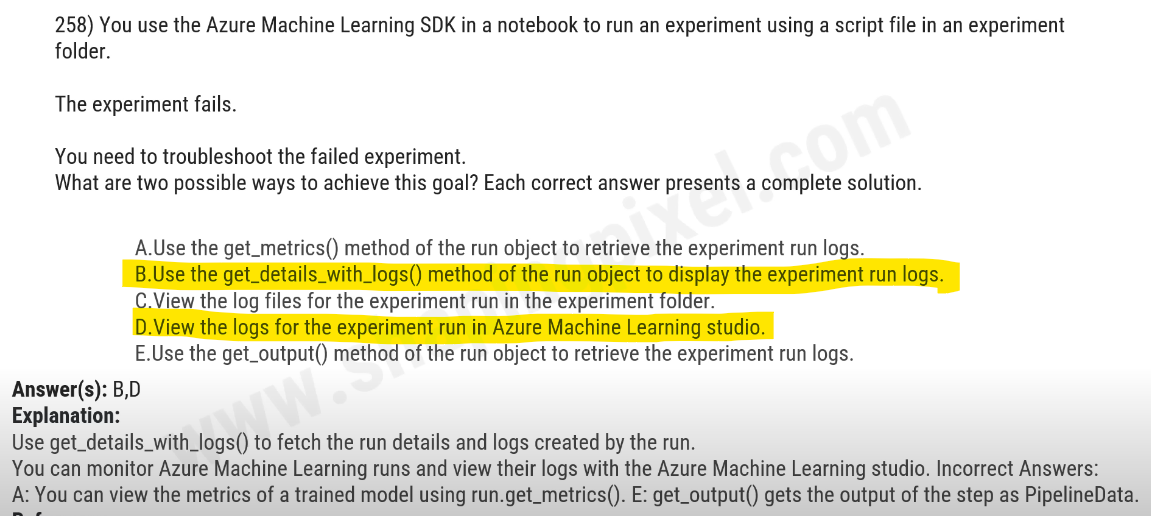 258) You use the Azure Machine Learning SDK in a notebook to run an experiment using a script file in an experiment
folder.
The experiment fails.
You need to troubleshoot the failed experiment.
What are two possible ways to achieve this goal? Each correct answer presents a complete solution.
A.Use the get_metrics() method of the run object to retrieve the experiment run logs.
B.Use the get_details_with_logs() method of the run object to display the experiment run logs.
C.View the log files for the experiment run in the experiment folder.
D.View the logs for the experiment run in Azure Machine Learning studio.
E.Use the get_output() method of the run object to retrieve the experiment run logs.
Answer(s): B,D
Explanation:
Use get_details_with_logs() to fetch the run details and logs created by the run.
You can monitor Azure Machine Learning runs and view their logs with the Azure Machine Learning studio. Incorrect Answers:
A: You can view the metrics of a trained model using run.get_metrics(). E: get_output() gets the output of the step as PipelineData.